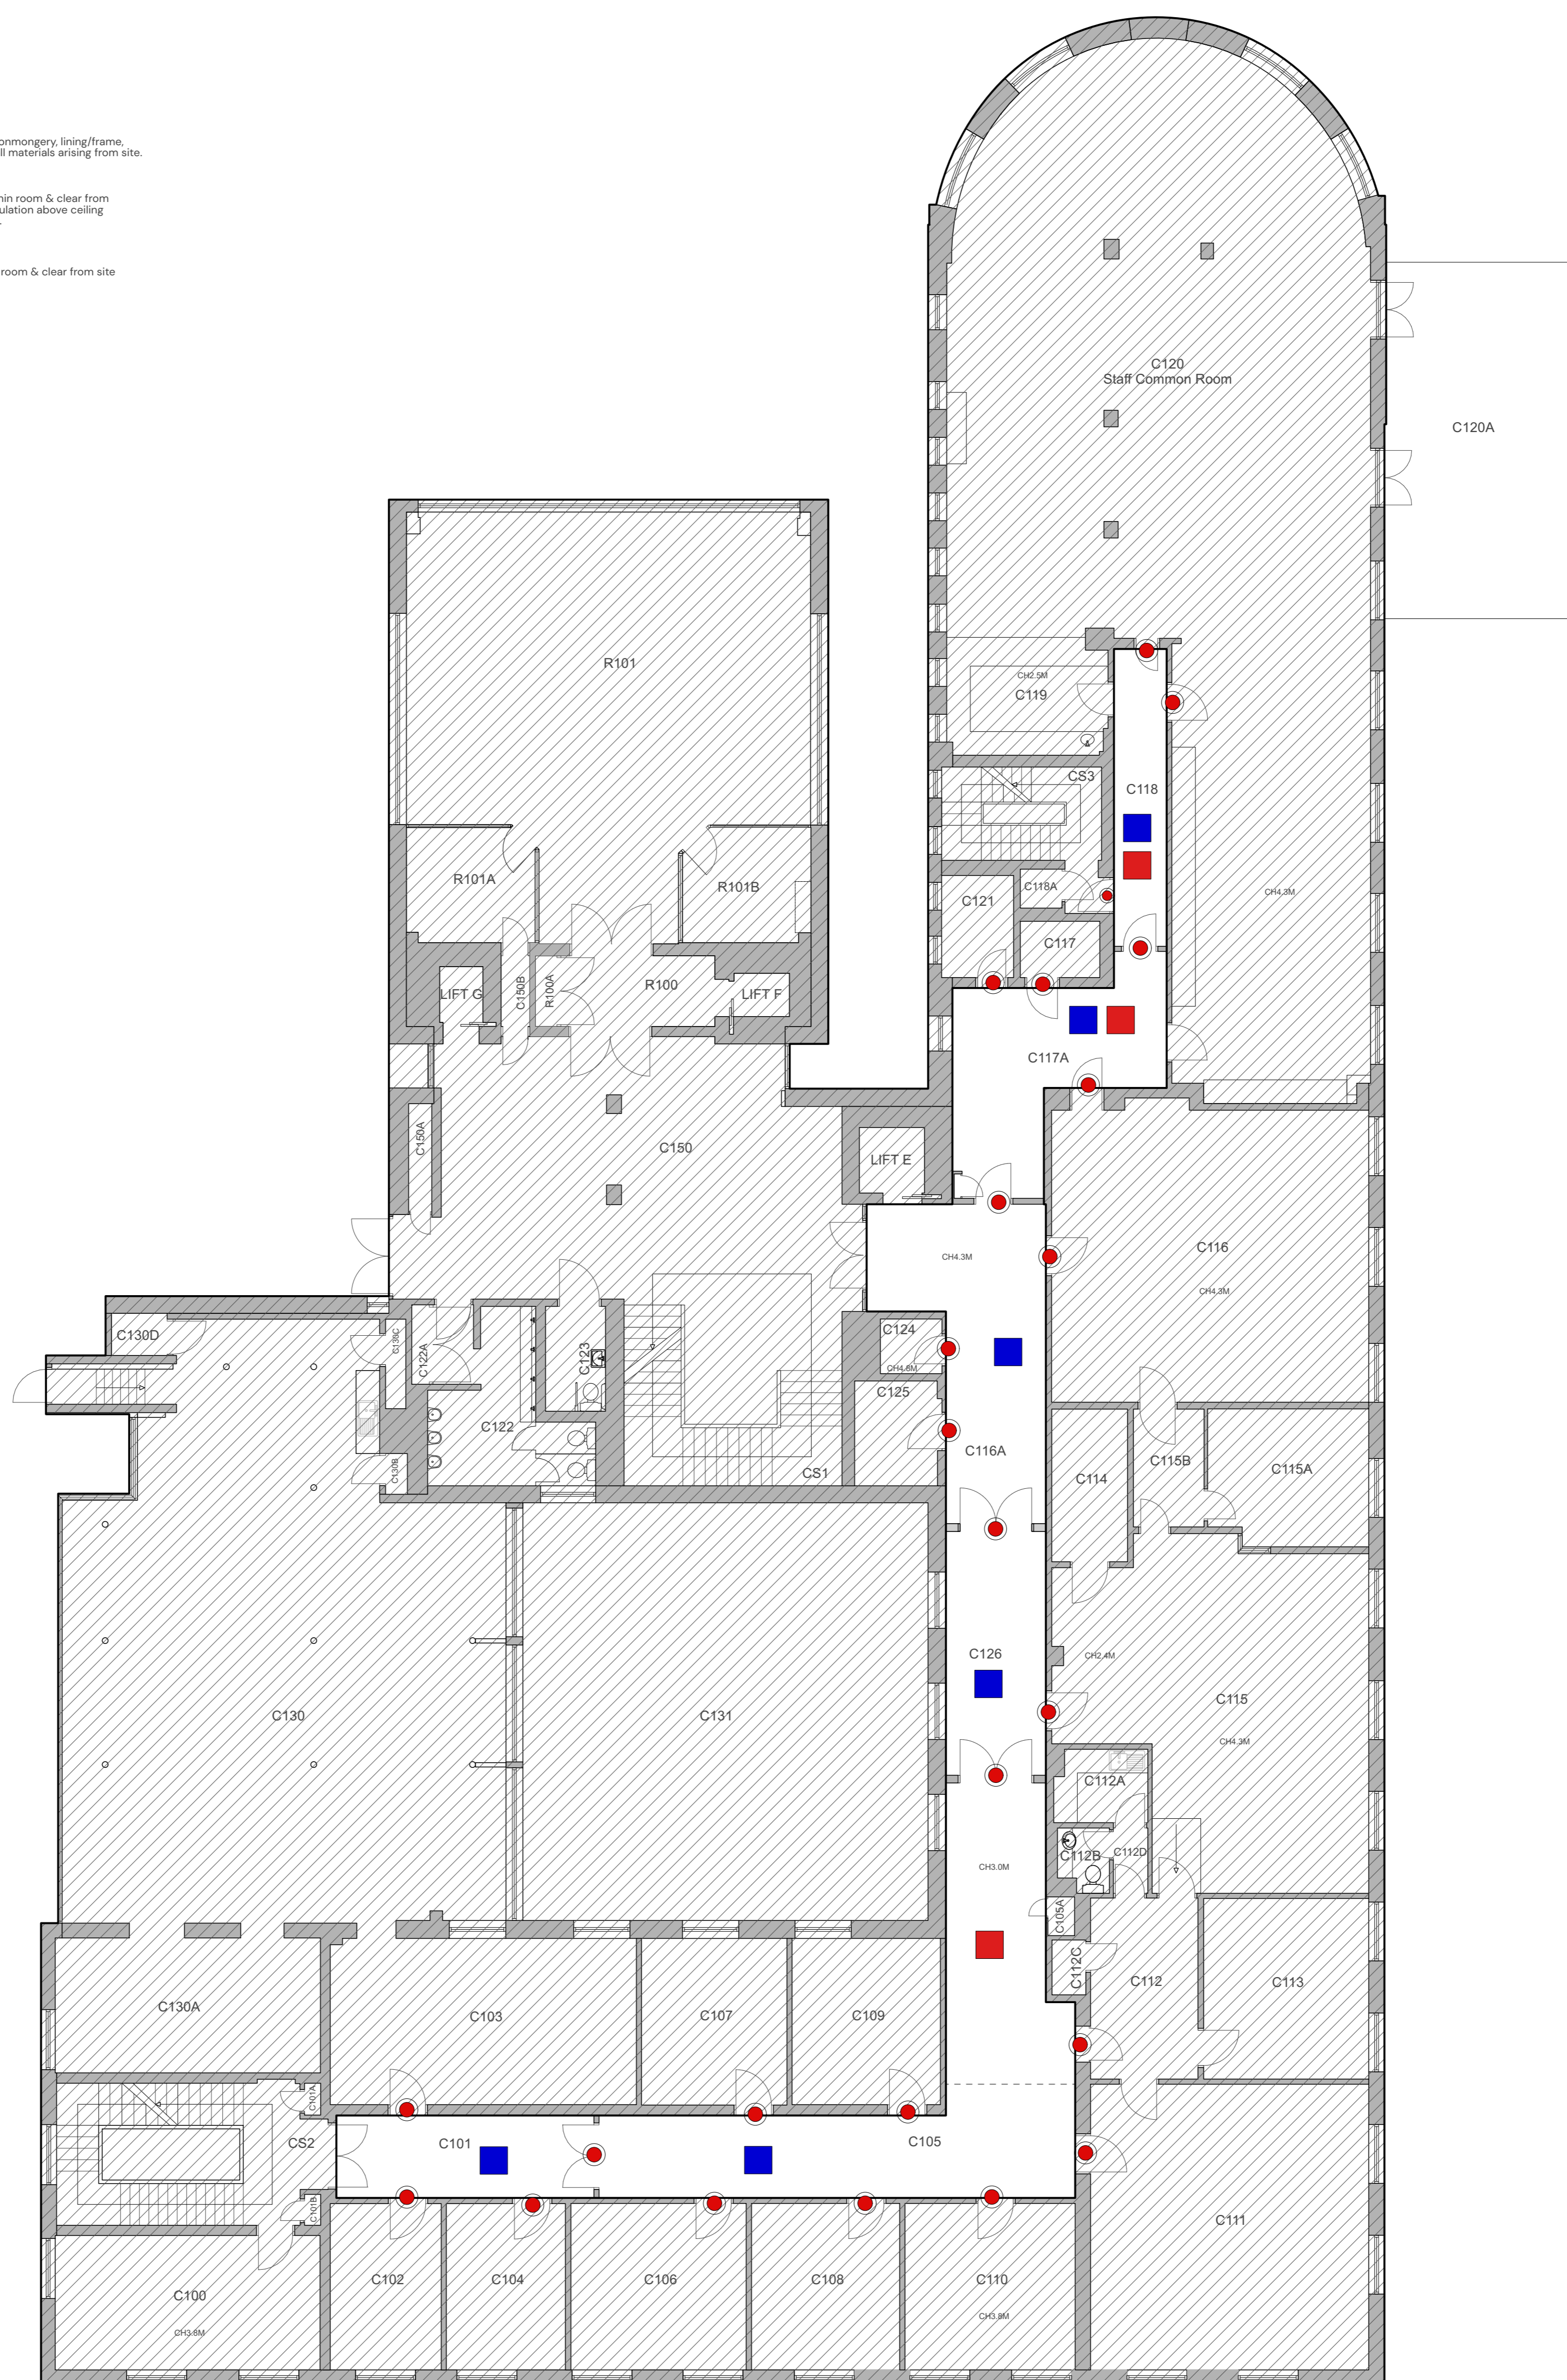 onmongery, lining/frame,
ll materials arising from site.
nin room & clear from
ulation above ceiling
.
room & clear from site
C120
Staff Common Room
C120A
R101
CH2.5M
C119
CS3
C118
R101A
R101B
C118A
C121
CH4.3M
C117
LIFT G
C150B
R100A
R100
LIFT F
C117A
C150A
C150
LIFT E
C116
CH4.3M
CH4.3M
C130D
C130C
C122A
C123
C124
CH4.8M
C125
C122
C130B
CS1
C116A
C114
C115B
C115A
C126
CH2.4M
C115
CH4.3M
C130
C131
C112A
C112B
C112D
CH3.0M
C105A
C112C
C112
C113
C130A
C103
C107
C109
C101A
CS2
C101
C105
C101B
C111
C100
CH3.8M
C102
C104
C106
C108
C110
CH3.8M